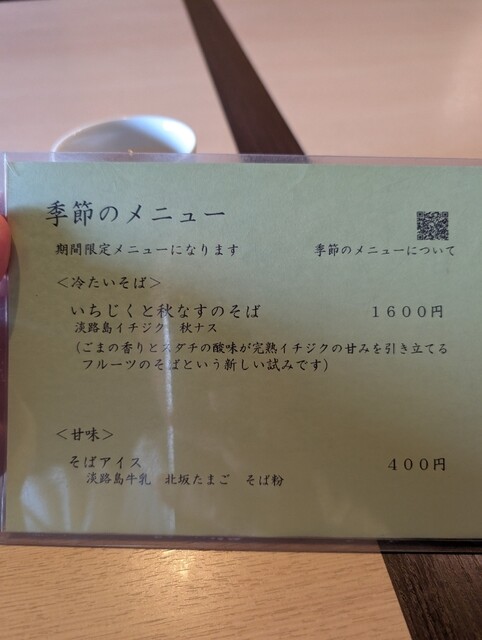 季節のメニュー
期間限定メニューになります
季節のメニューについて
＜冷たいそば＞
いちじくと秋なすのそば　１６００円
淡路島イチジク　秋ナス
（ごまの香りとスダチの酸味が完熟イチジクの甘みを引き立てる
フルーツのそばという新しい試みです）
＜甘味＞
そばアイス　４００円
淡路島牛乳　北坂たまご　そば粉